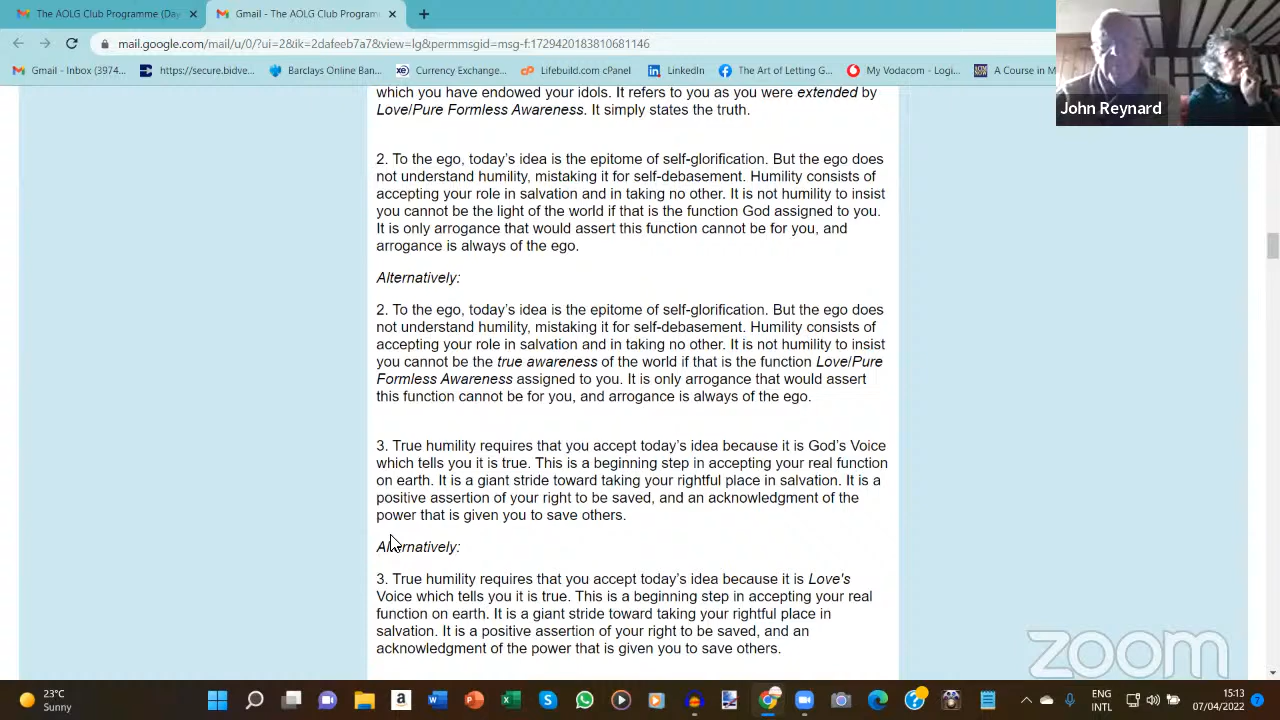 The AOLG Club Programme (Day
Gmail - The AOLG Club Program
mail.google.com/mail/u/0/?ui=2&ik=2dafeeb7a7&view=lg&permmsgid=msg-f:1729420183810681146
Gmail - Inbox (3974...
https://secure.bidve...
Barclays Online Ban...
Currency Exchange...
Lifebuild.com cPanel
LinkedIn
The Art of Letting G...
My Vodacom - Logi...
A Course in M
John Reynard
which you have endowed your idols. It refers to you as you were extended by
Love/Pure Formless Awareness. It simply states the truth.
2. To the ego, today's idea is the epitome of self-glorification. But the ego does
not understand humility, mistaking it for self-debasement. Humility consists of
accepting your role in salvation and in taking no other. It is not humility to insist
you cannot be the light of the world if that is the function God assigned to you.
It is only arrogance that would assert this function cannot be for you, and
arrogance is always of the ego.
Alternatively:
2. To the ego, today's idea is the epitome of self-glorification. But the ego does
not understand humility, mistaking it for self-debasement. Humility consists of
accepting your role in salvation and in taking no other. It is not humility to insist
you cannot be the true awareness of the world if that is the function Love/Pure
Formless Awareness assigned to you. It is only arrogance that would assert
this function cannot be for you, and arrogance is always of the ego.
3. True humility requires that you accept today's idea because it is God's Voice
which tells you it is true. This is a beginning step in accepting your real function
on earth. It is a giant stride toward taking your rightful place in salvation. It is a
positive assertion of your right to be saved, and an acknowledgment of the
power that is given you to save others.
Alternatively:
3. True humility requires that you accept today's idea because it is Love's
Voice which tells you it is true. This is a beginning step in accepting your real
function on earth. It is a giant stride toward taking your rightful place in
salvation. It is a positive assertion of your right to be saved, and an
acknowledgment of the power that is given you to save others.
zoom
23°C
Sunny
ENG
INTL
15:13
07/04/2022